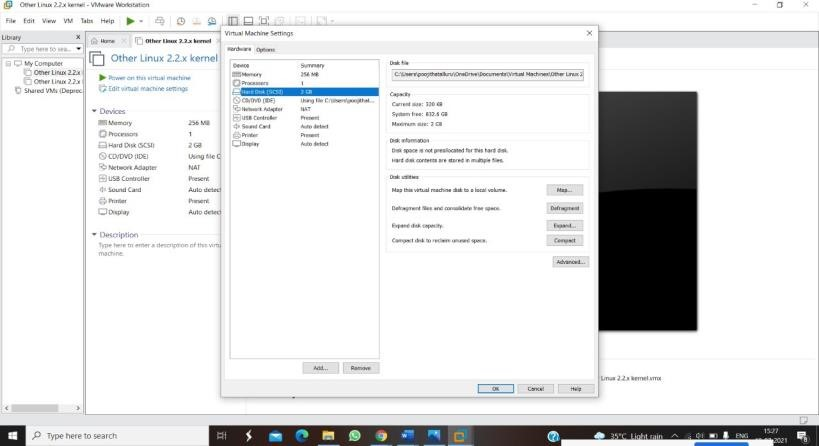 Other Linux 2.2.x kernel - VMware Workstation
File Edit View VM Tabs Help
Library
Type here to sea...
My Computer
Other Linux 2.2.x
Other Linux 2.2.x
Shared VMs (Deprec
Home
Other Linux 2.2.x kernel
Other Linux 2.2.x kernel
Power on this virtual machine
Edit virtual machine settings
Devices
Memory 256 MB
Processors 1
Hard Disk (SCSI) 2 GB
CD/DVD (IDE) Using file C
Network Adapter NAT
USB Controller Present
Sound Card Auto detec
Printer Present
Display Auto detec
Description
Type here to enter a description of this virtu
machine.
Virtual Machine Settings
Hardware Options
Device Summary
Memory 256 MB
Processors 1
Hard Disk (SCSI) 2 GB
CD/DVD (IDE) Using file C:\Users\poojithatal...
Network Adapter NAT
USB Controller Present
Sound Card Auto detect
Printer Present
Display Auto detect
Add... Remove
Disk file
C:\Users\poojithatalluru\OneDrive\Documents\Virtual Machines\Other Linux 2
Capacity
Current size: 320 KB
System free: 832.6 GB
Maximum size: 2 GB
Disk information
Disk space is not preallocated for this hard disk.
Hard disk contents are stored in multiple files.
Disk utilities
Map this virtual machine disk to a local volume. Map...
Defragment files and consolidate free space. Defragment
Expand disk capacity. Expand...
Compact disk to reclaim unused space. Compact
Advanced...
OK Cancel Help
Linux 2.2.x kernel.vmx
Type here to search
35°C Light rain
ENG
15:27